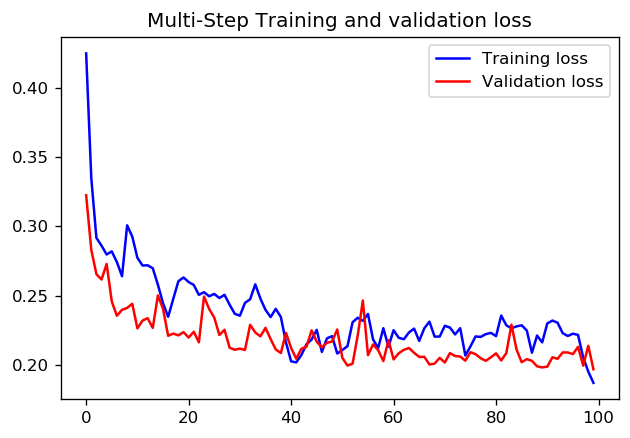 Multi-Step Training and validation loss
Training loss
Validation loss
0.40
0.35
0.30
0.25
0.20
0 20 40 60 80 100